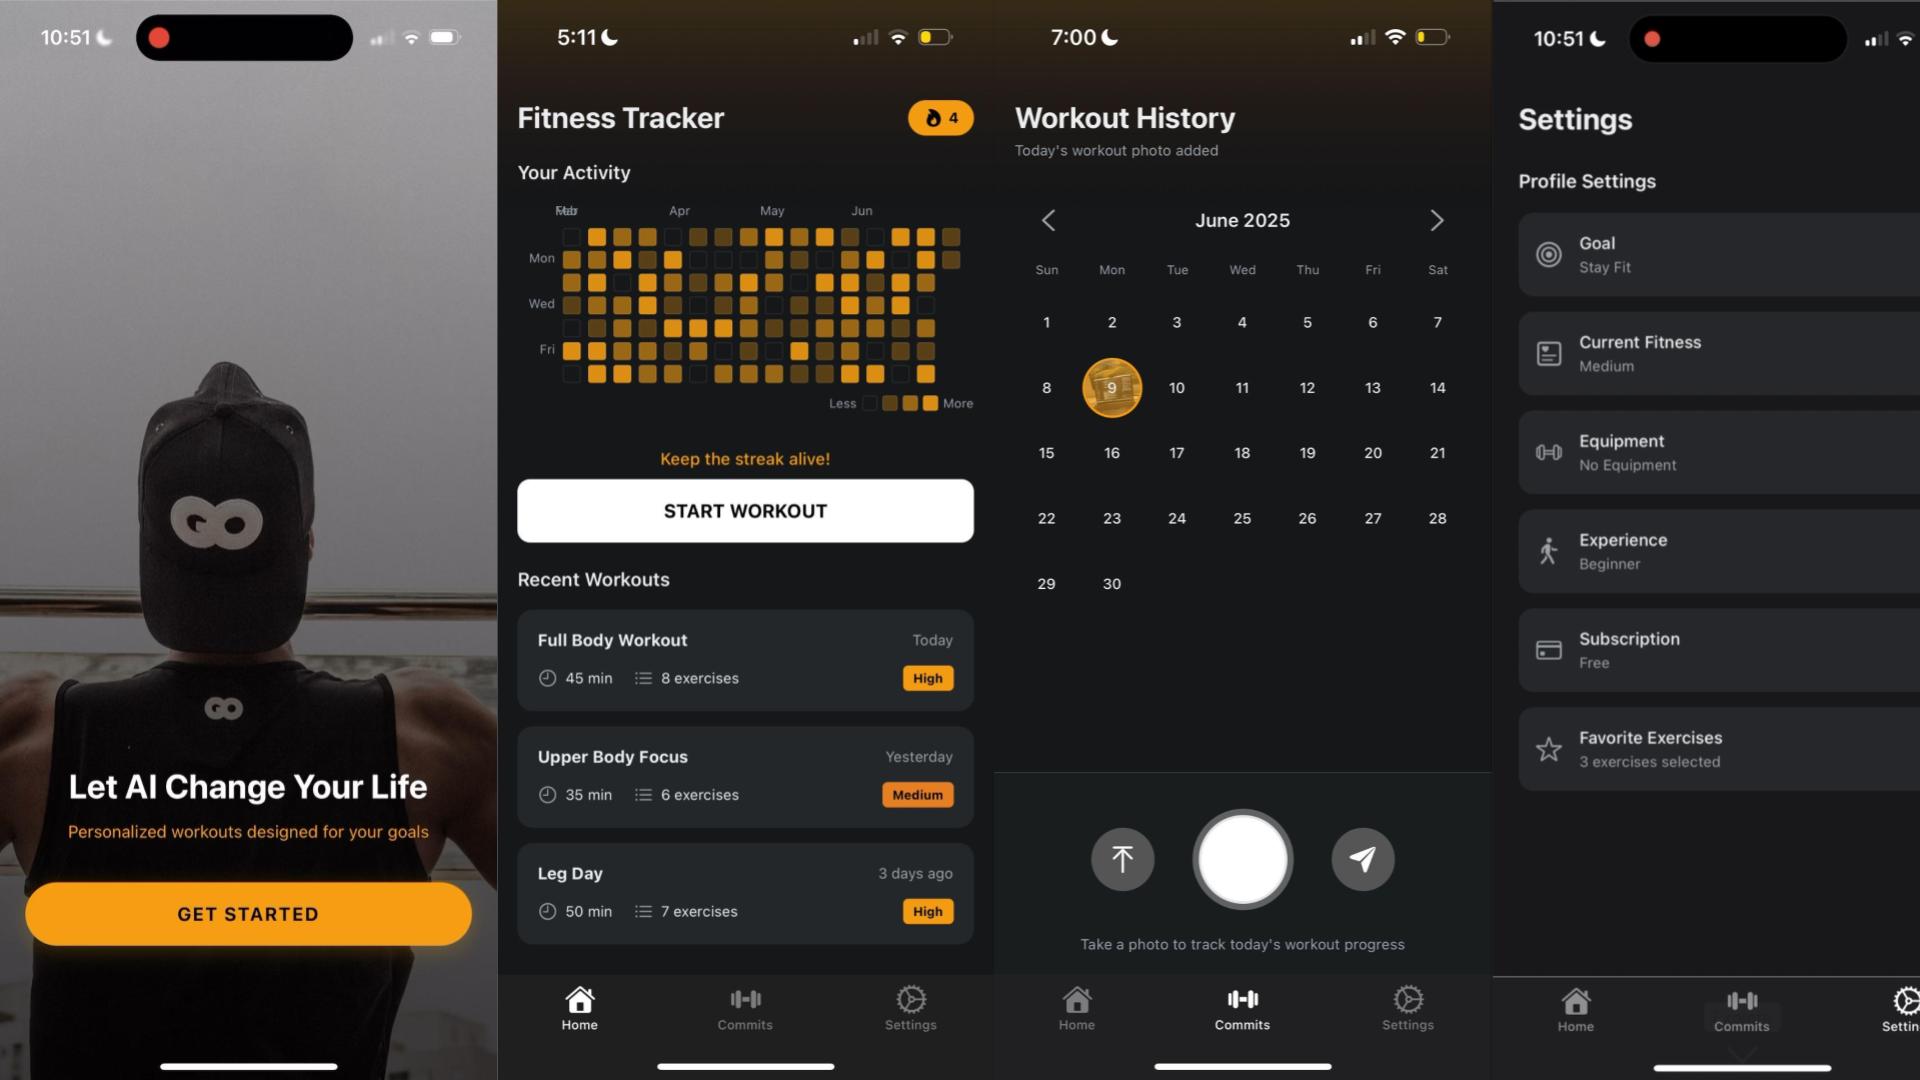 10:51
GO
GO
Let AI Change Your Life
Personalized workouts designed for your goals
GET STARTED
5:11
Fitness Tracker
4
Your Activity
Apr May Jun
Mon
Wed
Fri
Less More
Keep the streak alive!
START WORKOUT
Recent Workouts
Full Body Workout Today
45 min 8 exercises High
Upper Body Focus Yesterday
35 min 6 exercises Medium
Leg Day 3 days ago
50 min 7 exercises High
Home Commits Settings
7:00
Workout History
Today's workout photo added
June 2025
Sun Mon Tue Wed Thu Fri Sat
1 2 3 4 5 6 7
8 9 10 11 12 13 14
15 16 17 18 19 20 21
22 23 24 25 26 27 28
29 30
Take a photo to track today's workout progress
Home Commits Settings
10:51
Settings
Profile Settings
Goal
Stay Fit
Current Fitness
Medium
Equipment
No Equipment
Experience
Beginner
Subscription
Free
Favorite Exercises
3 exercises selected
Home Commits Settin